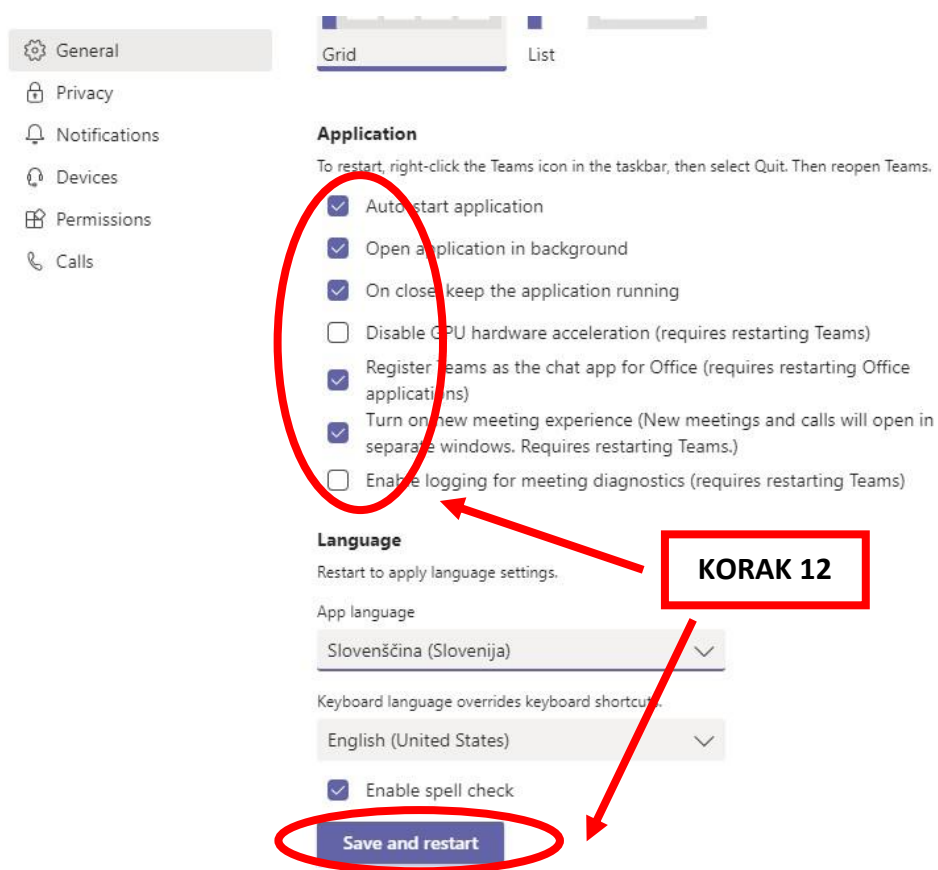 General
Privacy
Notifications
Devices
Permissions
Calls
Grid
List
Application
To restart, right-click the Teams icon in the taskbar, then select Quit. Then reopen Teams.
Auto-start application
Open application in background
On close, keep the application running
Disable GPU hardware acceleration (requires restarting Teams)
Register Teams as the chat app for Office (requires restarting Office
applications)
Turn on new meeting experience (New meetings and calls will open in
separate windows. Requires restarting Teams.)
Enable logging for meeting diagnostics (requires restarting Teams)
Language
Restart to apply language settings.
KORAK 12
App language
Slovenščina (Slovenija)
Keyboard language overrides keyboard shortcuts.
English (United States)
Enable spell check
Save and restart